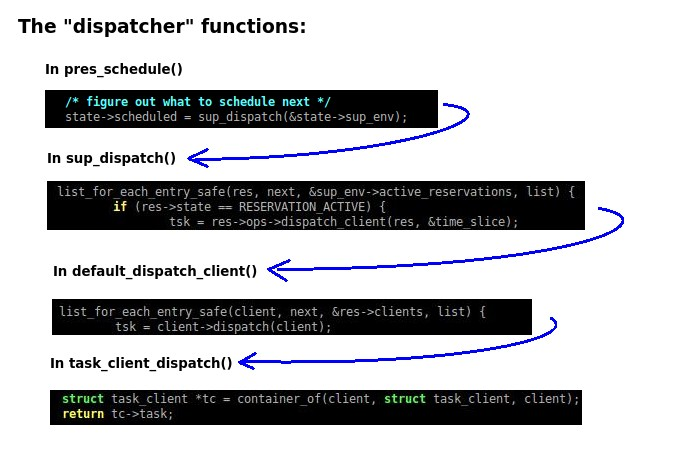 The "dispatcher" functions:
In pres_schedule()
/* figure out what to schedule next */
state->scheduled = sup_dispatch(&state->sup_env);
In sup_dispatch()
list_for_each_entry_safe(res, next, &sup_env->active_reservations, list) {
if (res->state == RESERVATION_ACTIVE) {
tsk = res->ops->dispatch_client(res, &time_slice);
In default_dispatch_client()
list_for_each_entry_safe(client, next, &res->clients, list) {
tsk = client->dispatch(client);
In task_client_dispatch()
struct task_client *tc = container_of(client, struct task_client, client);
return tc->task;